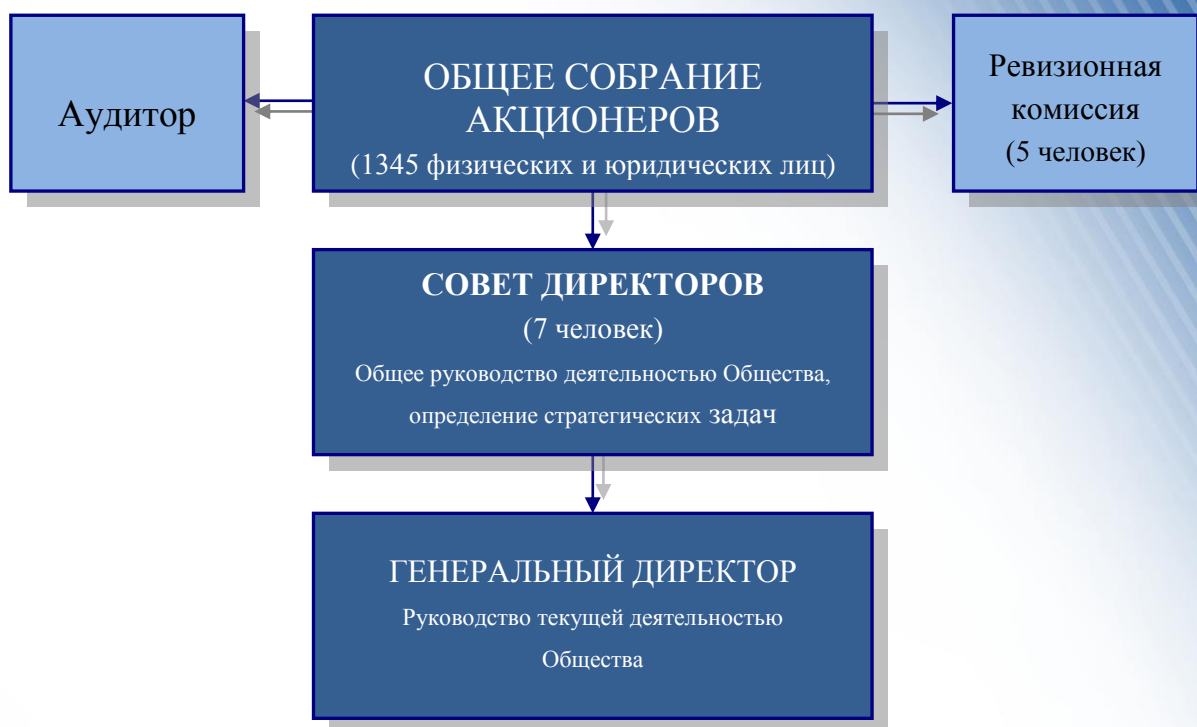 Аудитор
ОБЩЕЕ СОБРАНИЕ
АКЦИОНЕРОВ
(1345 физических и юридических лиц)
Ревизионная
комиссия
(5 человек)
СОВЕТ ДИРЕКТОРОВ
(7 человек)
Общее руководство деятельностью Общества,
определение стратегических задач
ГЕНЕРАЛЬНЫЙ ДИРЕКТОР
Руководство текущей деятельностью
Общества